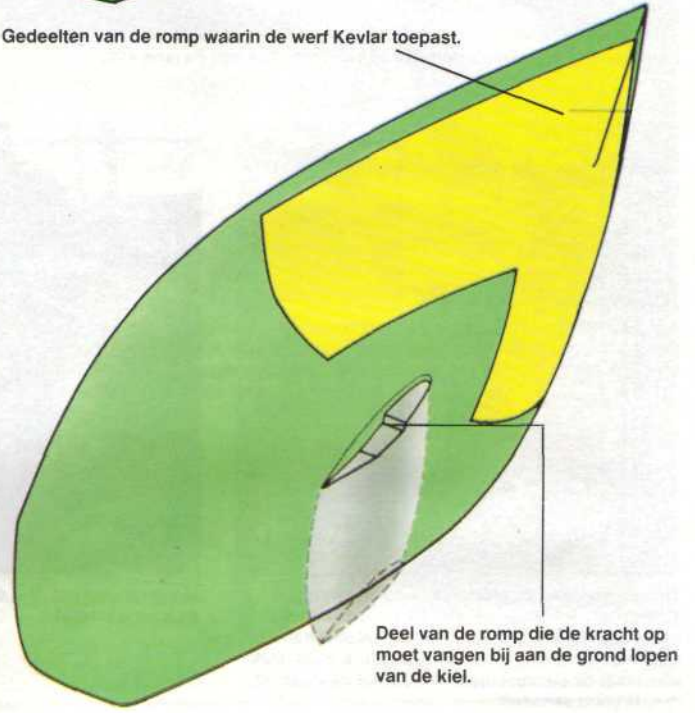 Gedeelten van de romp waarin de werf Kevlar toepast.
Deel van de romp die de kracht op
moet vangen bij aan de grond lopen
van de kiel.